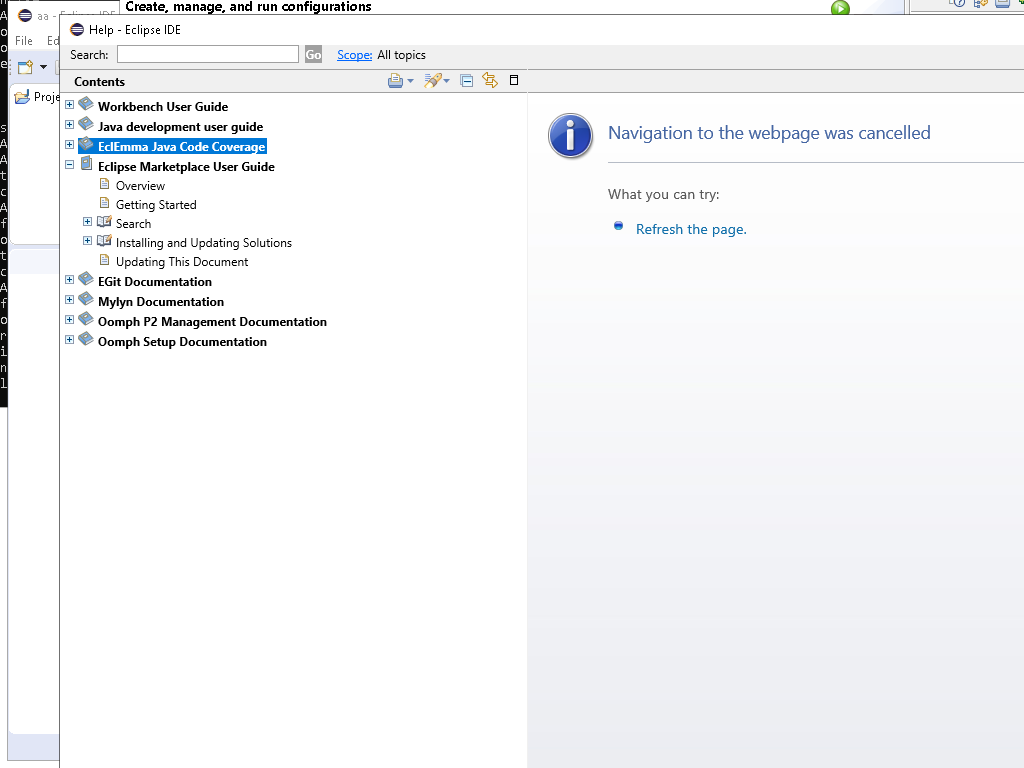 Create, manage, and run configurations
aa - Eclipse IDE
Help - Eclipse IDE
File Ed
Search: Go Scope: All topics
Contents
Proje
Workbench User Guide
Java development user guide
EclEmma Java Code Coverage
Eclipse Marketplace User Guide
Overview
Getting Started
Search
Installing and Updating Solutions
Updating This Document
EGit Documentation
Mylyn Documentation
Oomph P2 Management Documentation
Oomph Setup Documentation
Navigation to the webpage was cancelled
What you can try:
Refresh the page.